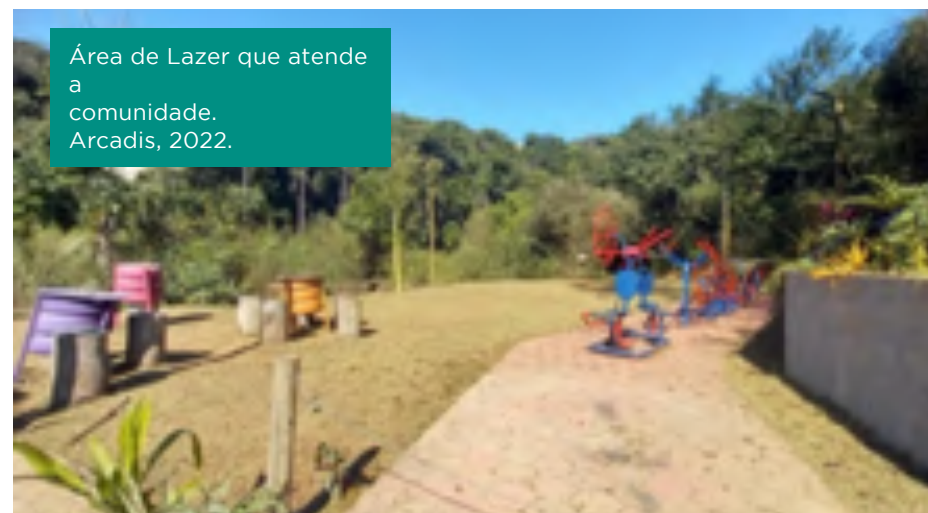 Área de Lazer que atende
a
comunidade.
Arcadis, 2022.